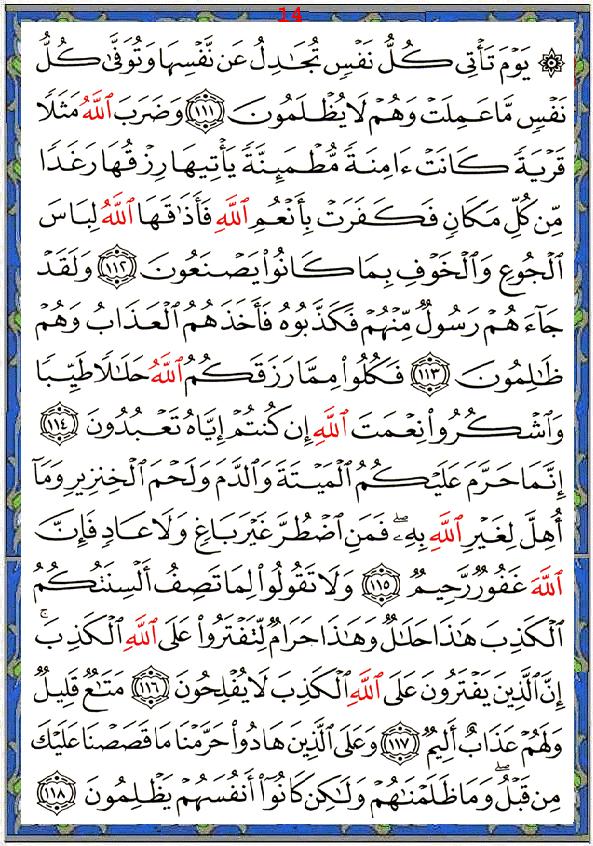 14
۞ يَوۡمَ تَأۡتِي كُلُّ نَفۡسٖ تُجَٰدِلُ عَن نَّفۡسِهَا وَتُوَفَّىٰ كُلُّ
نَفۡسٖ مَّا عَمِلَتۡ وَهُمۡ لَا يُظۡلَمُونَ ١١١ وَضَرَبَ ٱللَّهُ مَثَلٗا
قَرۡيَةٗ كَانَتۡ ءَامِنَةٗ مُّطۡمَئِنَّةٗ يَأۡتِيهَا رِزۡقُهَا رَغَدٗا
مِّن كُلِّ مَكَانٖ فَكَفَرَتۡ بِأَنۡعُمِ ٱللَّهِ فَأَذَٰقَهَا ٱللَّهُ لِبَاسَ
ٱلۡجُوعِ وَٱلۡخَوۡفِ بِمَا كَانُواْ يَصۡنَعُونَ ١١٢ وَلَقَدۡ
جَآءَهُمۡ رَسُولٞ مِّنۡهُمۡ فَكَذَّبُوهُ فَأَخَذَهُمُ ٱلۡعَذَابُ وَهُمۡ
ظَٰلِمُونَ ١١٣ فَكُلُواْ مِمَّا رَزَقَكُمُ ٱللَّهُ حَلَٰلٗا طَيِّبٗا
وَٱشۡكُرُواْ نِعۡمَتَ ٱللَّهِ إِن كُنتُمۡ إِيَّاهُ تَعۡبُدُونَ ١١٤
إِنَّمَا حَرَّمَ عَلَيۡكُمُ ٱلۡمَيۡتَةَ وَٱلدَّمَ وَلَحۡمَ ٱلۡخِنزِيرِ وَمَآ
أُهِلَّ لِغَيۡرِ ٱللَّهِ بِهِۦۖ فَمَنِ ٱضۡطُرَّ غَيۡرَ بَاغٖ وَلَا عَادٖ فَإِنَّ
ٱللَّهَ غَفُورٞ رَّحِيمٞ ١١٥ وَلَا تَقُولُواْ لِمَا تَصِفُ أَلۡسِنَتُكُمُ
ٱلۡكَذِبَ هَٰذَا حَلَٰلٞ وَهَٰذَا حَرَامٞ لِّتَفۡتَرُواْ عَلَى ٱللَّهِ ٱلۡكَذِبَۚ
إِنَّ ٱلَّذِينَ يَفۡتَرُونَ عَلَى ٱللَّهِ ٱلۡكَذِبَ لَا يُفۡلِحُونَ ١١٦ مَتَٰعٞ قَلِيلٞ
وَلَهُمۡ عَذَابٌ أَلِيمٞ ١١٧ وَعَلَى ٱلَّذِينَ هَادُواْ حَرَّمۡنَا مَا قَصَصۡنَا عَلَيۡكَ
مِن قَبۡلُۖ وَمَا ظَلَمۡنَٰهُمۡ وَلَٰكِن كَانُوٓاْ أَنفُسَهُمۡ يَظۡلِمُونَ ١١٨